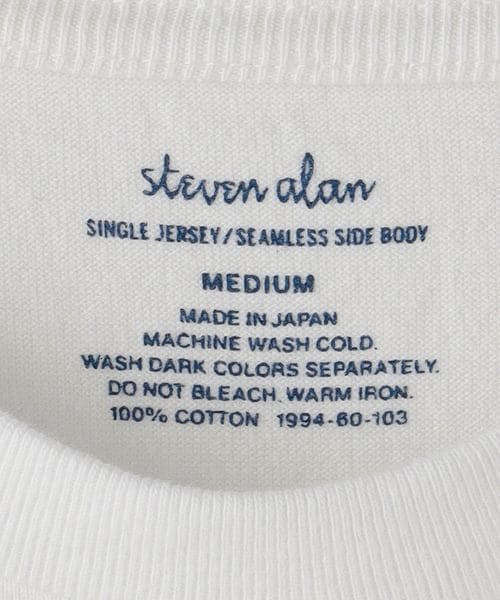 steven alan
SINGLE JERSEY/SEAMLESS SIDE BODY
MEDIUM
MADE IN JAPAN
MACHINE WASH COLD.
WASH DARK COLORS SEPARATELY.
DO NOT BLEACH. WARM IRON.
100% COTTON 1994-60-103